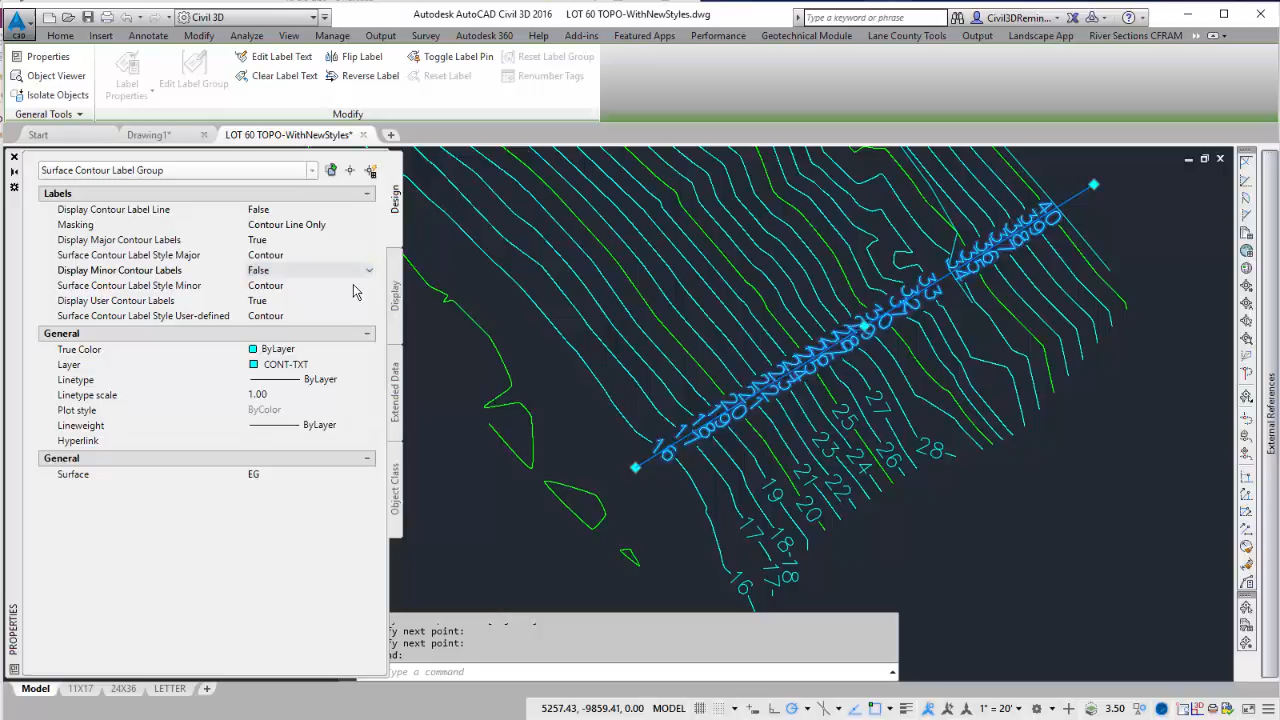 Civil 3D
Autodesk AutoCAD Civil 3D 2016 LOT 60 TOPO-WithNewStyles.dwg
Type a keyword or phrase
Civil3DRemin...
Home Insert Annotate Modify Analyze View Manage Output Survey Autodesk 360 Help Add-ins Featured Apps Performance Geotechnical Module Lane County Tools Output Landscape App River Sections CFRAM
Properties
Object Viewer
Isolate Objects
General Tools
Label Properties
Edit Label Group
Edit Label Text
Flip Label
Toggle Label Pin
Reset Label Group
Clear Label Text
Reverse Label
Reset Label
Renumber Tags
Modify
Start
Drawing1*
LOT 60 TOPO-WithNewStyles*
Surface Contour Label Group
Labels
Display Contour Label Line False
Masking Contour Line Only
Display Major Contour Labels True
Surface Contour Label Style Major Contour
Display Minor Contour Labels False
Surface Contour Label Style Minor Contour
Display User Contour Labels True
Surface Contour Label Style User-defined Contour
General
True Color ByLayer
Layer CONT-TXT
Linetype ByLayer
Linetype scale 1.00
Plot style ByColor
Lineweight ByLayer
Hyperlink
General
Surface EG
Design
Display
Extended Data
Object Class
PROPERTIES
External References
27
25
28
23
26
24
21
22
19
20
17
18
18
17
16
fy next point:
fy next point:
nd:
Type a command
Model 11X17 24X36 LETTER
5257.43, -9859.41, 0.00 MODEL 1" = 20' 3.50